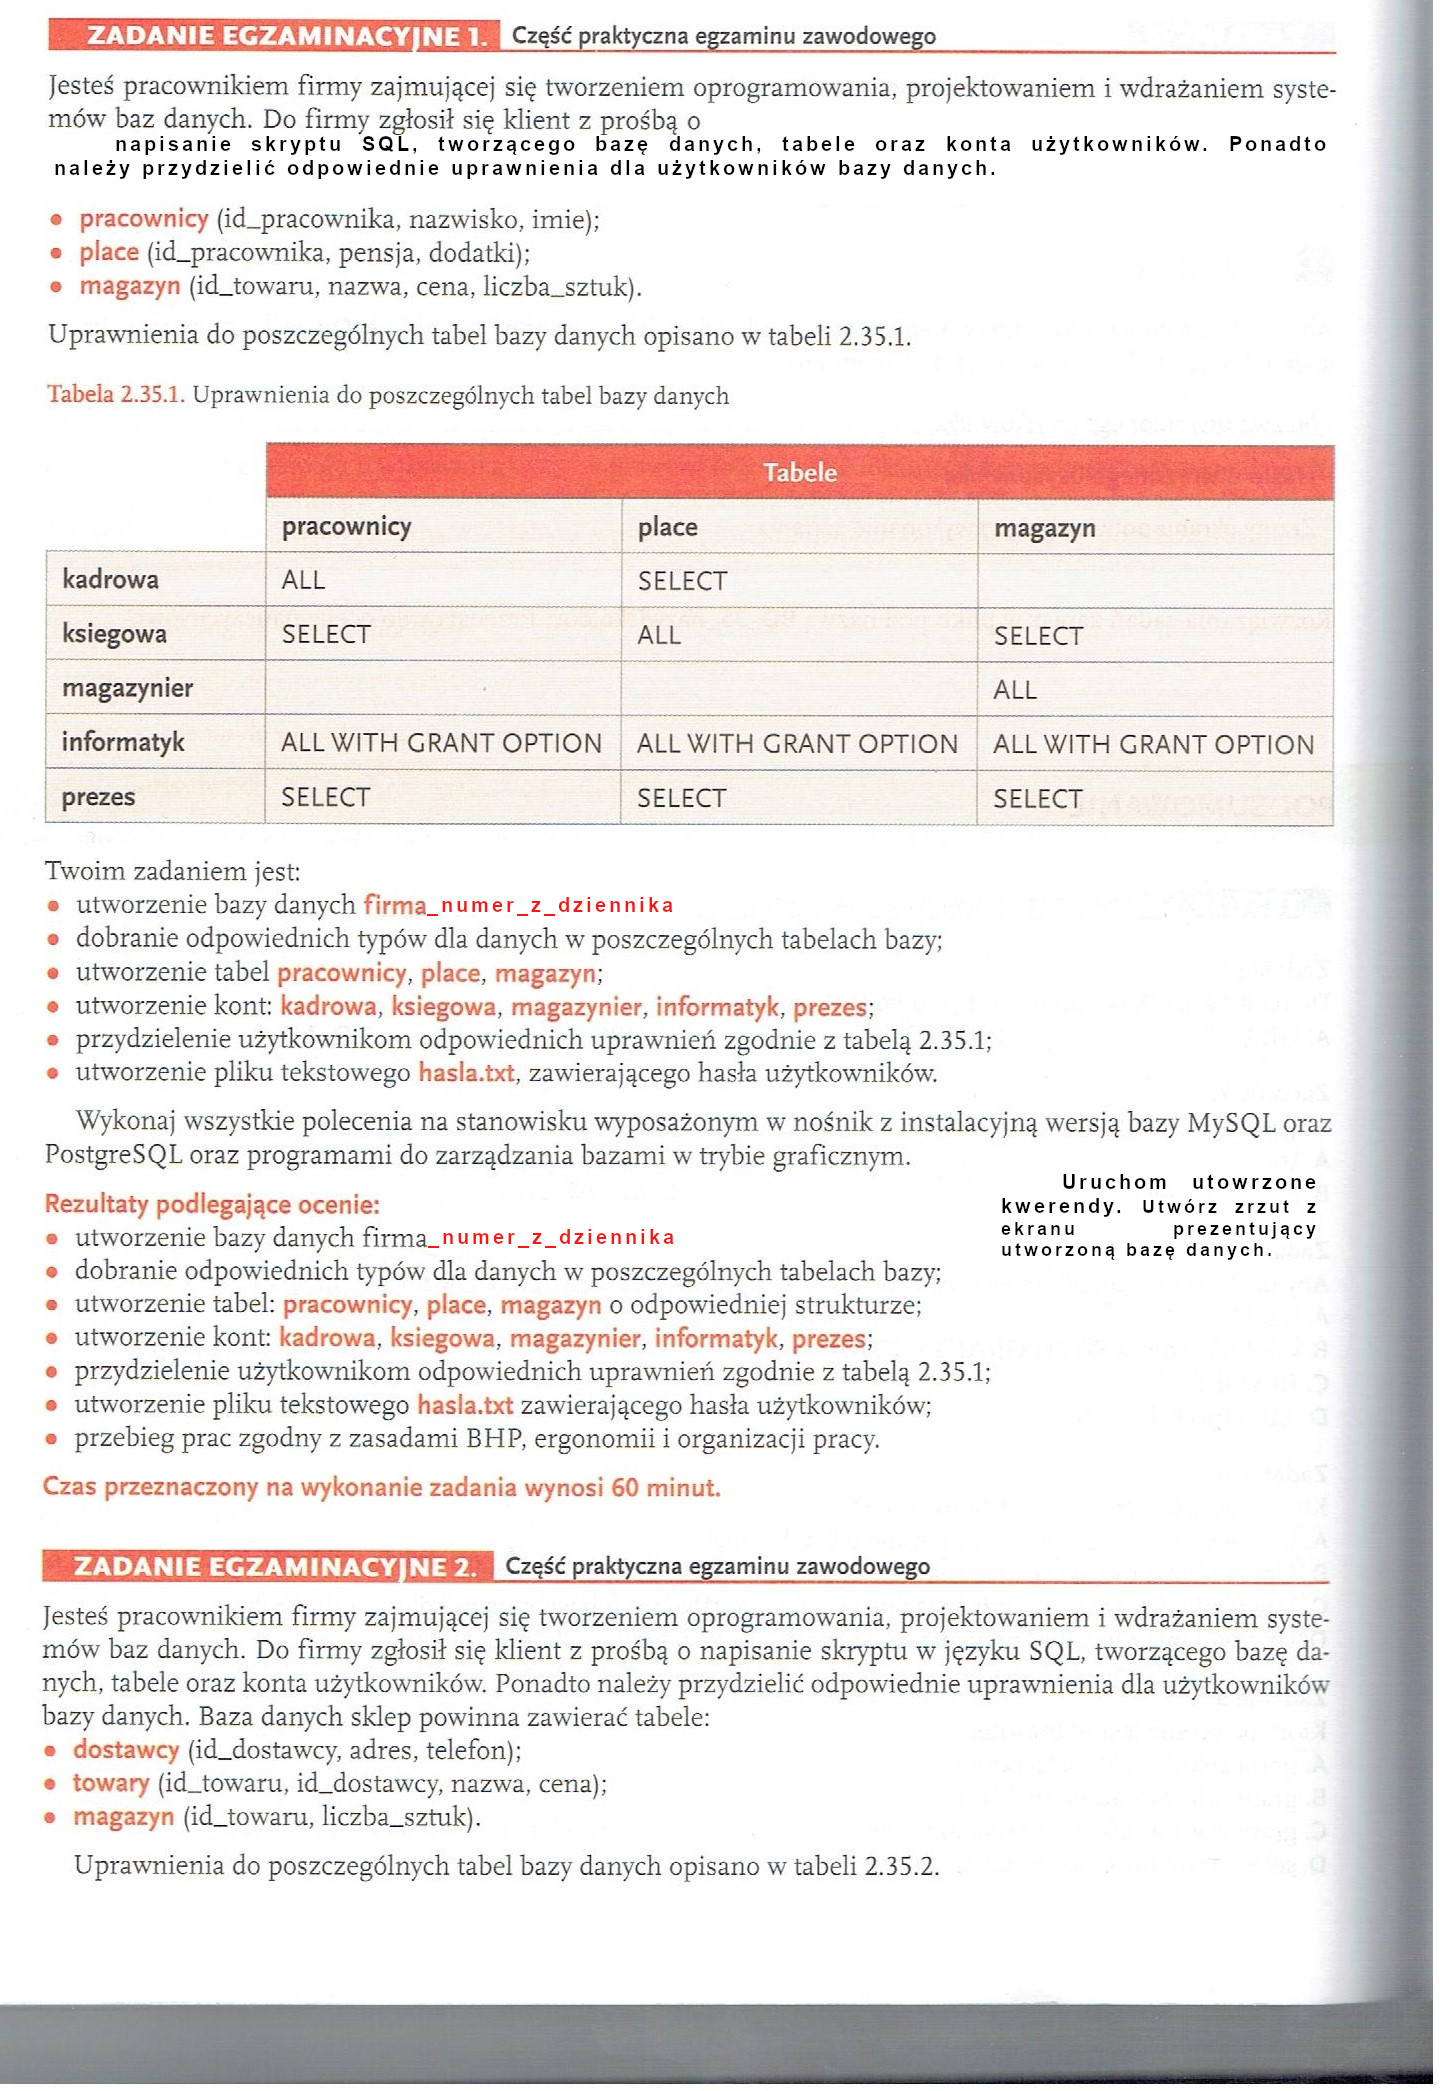 ZADANIE EGZAMINACYJNE 1. Część praktyczna egzaminu zawodowego
Jesteś pracownikiem firmy zajmującej się tworzeniem oprogramowania, projektowaniem i wdrażaniem syste-
mów baz danych. Do firmy zgłosił się klient z prośbą o
napisanie skryptu SQL, tworzącego bazę danych, tabele oraz konta użytkowników. Ponadto
należy przydzielić odpowiednie uprawnienia dla użytkowników bazy danych.
• pracownicy (id_pracownika, nazwisko, imie);
• place (id_pracownika, pensja, dodatki);
• magazyn (id_towaru, nazwa, cena, liczba_sztuk).
Uprawnienia do poszczególnych tabel bazy danych opisano w tabeli 2.35.1.
Tabela 2.35.1. Uprawnienia do poszczególnych tabel bazy danych
Tabele
pracownicy place magazyn
kadrowa ALL SELECT
ksiegowa SELECT ALL SELECT
magazynier ALL
informatyk ALL WITH GRANT OPTION ALL WITH GRANT OPTION ALL WITH GRANT OPTION
prezes SELECT SELECT SELECT
Twoim zadaniem jest:
• utworzenie bazy danych firma_numer_z_dziennika
• dobranie odpowiednich typów dla danych w poszczególnych tabelach bazy;
• utworzenie tabel pracownicy, place, magazyn;
• utworzenie kont: kadrowa, ksiegowa, magazynier, informatyk, prezes;
• przydzielenie użytkownikom odpowiednich uprawnień zgodnie z tabelą 2.35.1;
• utworzenie pliku tekstowego hasla.txt, zawierającego hasła użytkowników.
Wykonaj wszystkie polecenia na stanowisku wyposażonym w nośnik z instalacyjną wersją bazy MySQL oraz
PostgreSQL oraz programami do zarządzania bazami w trybie graficznym.
Uruchom utowrzone
kwerendy. Utwórz zrzut z
ekranu prezentujący
utworzoną bazę danych.
Rezultaty podlegające ocenie:
• utworzenie bazy danych firma_numer_z_dziennika
• dobranie odpowiednich typów dla danych w poszczególnych tabelach bazy;
• utworzenie tabel: pracownicy, place, magazyn o odpowiedniej strukturze;
• utworzenie kont: kadrowa, ksiegowa, magazynier, informatyk, prezes;
• przydzielenie użytkownikom odpowiednich uprawnień zgodnie z tabelą 2.35.1;
• utworzenie pliku tekstowego hasla.txt zawierającego hasła użytkowników;
• przebieg prac zgodny z zasadami BHP, ergonomii i organizacji pracy.
Czas przeznaczony na wykonanie zadania wynosi 60 minut.
ZADANIE EGZAMINACYJNE 2. Część praktyczna egzaminu zawodowego
Jesteś pracownikiem firmy zajmującej się tworzeniem oprogramowania, projektowaniem i wdrażaniem syste-
mów baz danych. Do firmy zgłosił się klient z prośbą o napisanie skryptu w języku SQL, tworzącego bazę da-
nych, tabele oraz konta użytkowników. Ponadto należy przydzielić odpowiednie uprawnienia dla użytkowników
bazy danych. Baza danych sklep powinna zawierać tabele:
• dostawcy (id_dostawcy, adres, telefon);
• towary (id_towaru, id_dostawcy, nazwa, cena);
• magazyn (id_towaru, liczba_sztuk).
Uprawnienia do poszczególnych tabel bazy danych opisano w tabeli 2.35.2.